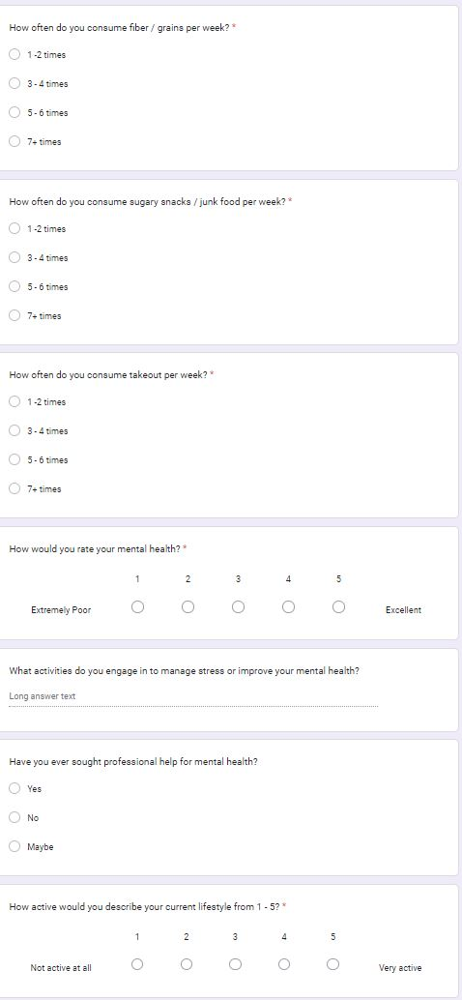 How often do you consume fiber / grains per week? *
1 -2 times
3 - 4 times
5 - 6 times
7+ times
How often do you consume sugary snacks / junk food per week? *
1 -2 times
3 - 4 times
5 - 6 times
7+ times
How often do you consume takeout per week? *
1 -2 times
3 - 4 times
5 - 6 times
7+ times
How would you rate your mental health? *
1 2 3 4 5
Extremely Poor Excellent
What activities do you engage in to manage stress or improve your mental health?
Long answer text
Have you ever sought professional help for mental health?
Yes
No
Maybe
How active would you describe your current lifestyle from 1 - 5? *
1 2 3 4 5
Not active at all Very active